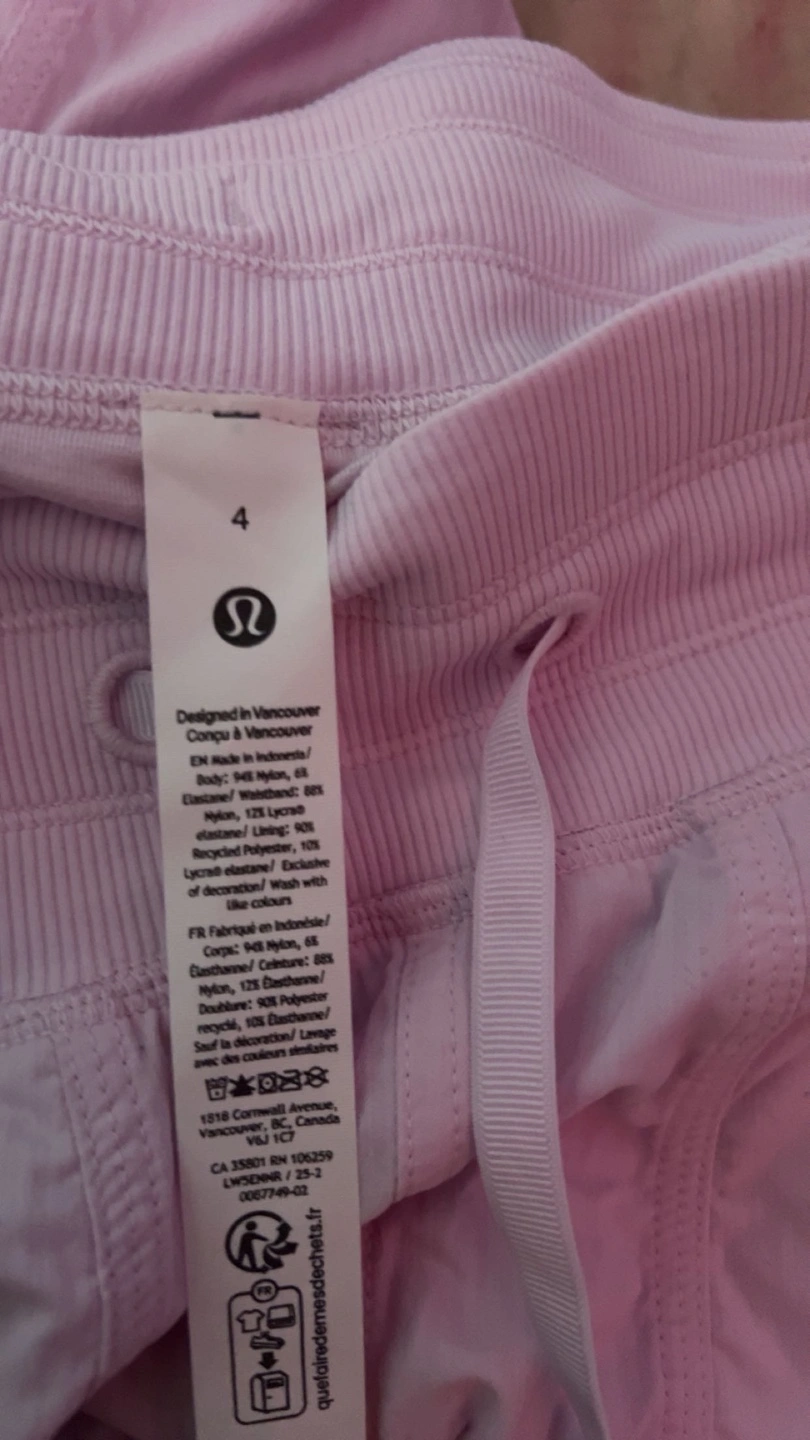 4
Designed in Vancouver
Conçu à Vancouver
EN Made in Indonesia/
Body: 94% Nylon, 6%
Elastane/ Waistband: 88%
Nylon, 12% Lycra®
elastane/ Lining: 90%
Recycled Polyester, 10%
Lycra® elastane/ Exclusive
of decoration/ Wash with
like colours
FR Fabriqué en Indonésie/
Corps: 94% Nylon, 6%
Élasthanne/ Ceinture: 88%
Nylon, 12% Élasthanne/
Doublure: 90% Polyester
recyclé, 10% Élasthanne/
Sauf la décoration/ Lavage
avec des couleurs similaires
1818 Cornwall Avenue,
Vancouver, BC, Canada
V6J 1C7
CA 35801 RN 106259
LW5ENNR / 25-2
0087749-02
FR
quefairedemesdechets.fr